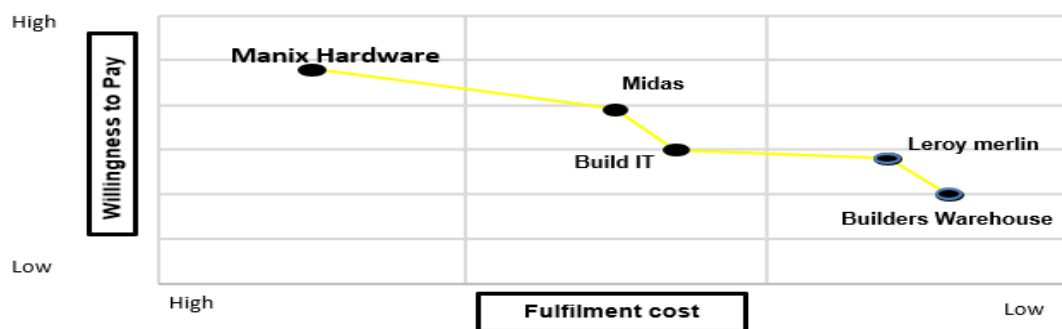 High
Manix Hardware
Midas
Willingness to Pay
Leroy merlin
Build IT
Builders Warehouse
Low
High
Fulfilment cost
Low